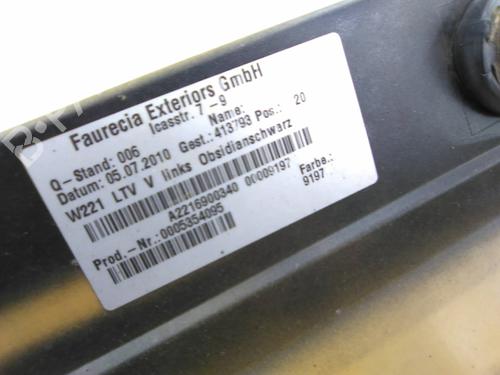 Faurecia Exteriors GmbH
Icasstr. 7-9
Q-Stand: 006 Name:
Datum: 05.07.2010 Gest.: 413793 Pos.: 20
W221 LTV V links Obsidianschwarz
A2216900340 00009197 Farbe:
9197
Prod.-Nr.:0005354095